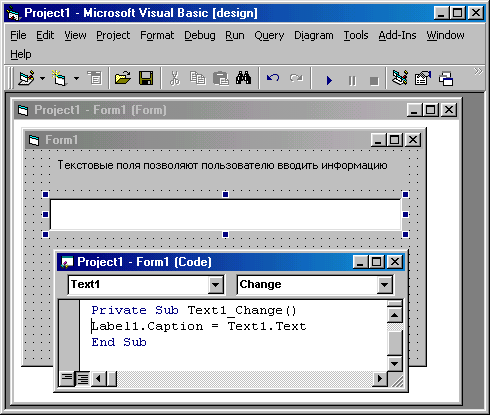 Project1 - Microsoft Visual Basic [design]
File Edit View Project Format Debug Run Query Diagram Tools Add-Ins Window
Help
Project1 - Form1 (Form)
Form1
Текстовые поля позволяют пользователю вводить информацию
Project1 - Form1 (Code)
Text1 Change
Private Sub Text1_Change()
Label1.Caption = Text1.Text
End Sub